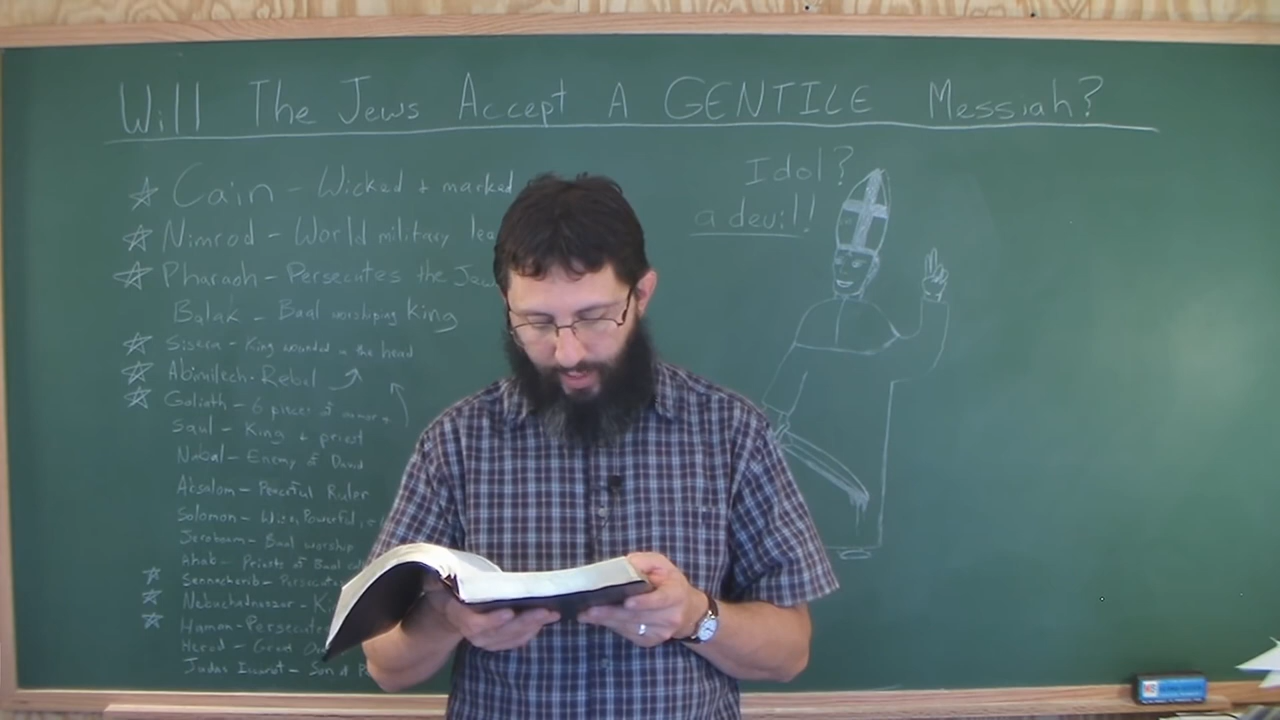 Will The Jews Accept A GENTILE Messiah?
Idol?
a devil!
Cain - Wicked + marked
Nimrod - World military
Pharaoh - Persecutes the
Balak - Baal worshiping King
Sisera - King wounded in the head
Abimilech - Rebel
Goliath - 6 pieces of armor
Saul - King + priest
Nabal - Enemy of David
Absalom - Peaceful Ruler
Solomon - Wise, Powerful,
Jeroboam - Baal worship
Ahab - Priests of Baal
Sennacherib -
Nebuchadnezzar -
Haman - Persecutes
Herod -
Judas Iscariot - Son of